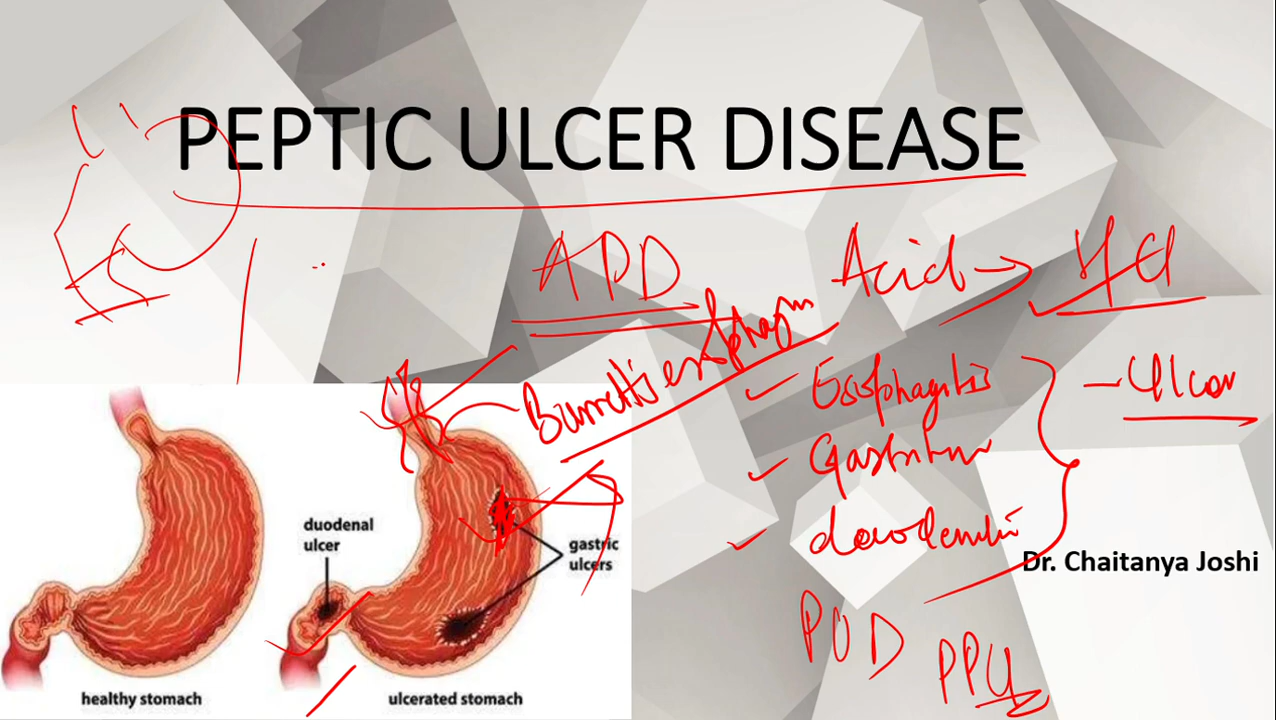 PEPTIC ULCER DISEASE
APD
Acid → HCl
Barrett's esophagus
Esophagitis
Ulcer
Gastritis
duodenal
ulcer
gastric
ulcers
Dr. Chaitanya Joshi
PUD
PPU
healthy stomach
ulcerated stomach